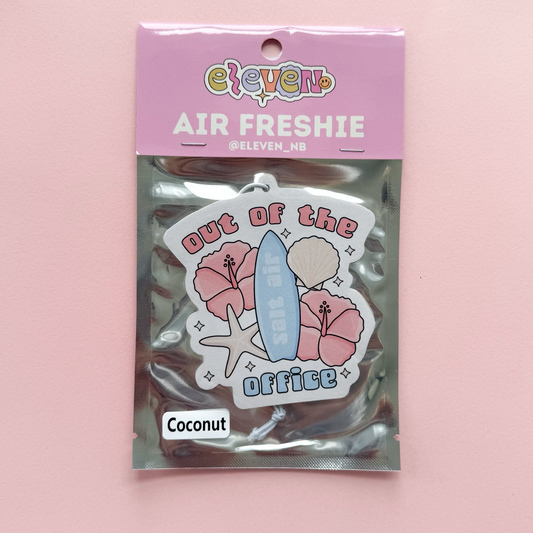 eleven
AIR FRESHIE
@ELEVEN_NB
out of the
salt air
office
Coconut